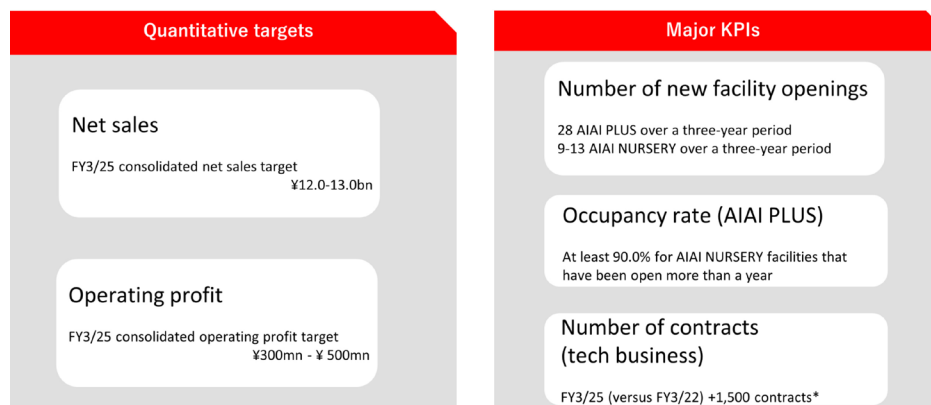 Quantitative targets
Net sales
FY3/25 consolidated net sales target
¥12.0-13.0bn
Operating profit
FY3/25 consolidated operating profit target
¥300mn - ¥ 500mn
Major KPIs
Number of new facility openings
28 AIAI PLUS over a three-year period
9-13 AIAI NURSERY over a three-year period
Occupancy rate (AIAI PLUS)
At least 90.0% for AIAI NURSERY facilities that
have been open more than a year
Number of contracts
(tech business)
FY3/25 (versus FY3/22) +1,500 contracts*